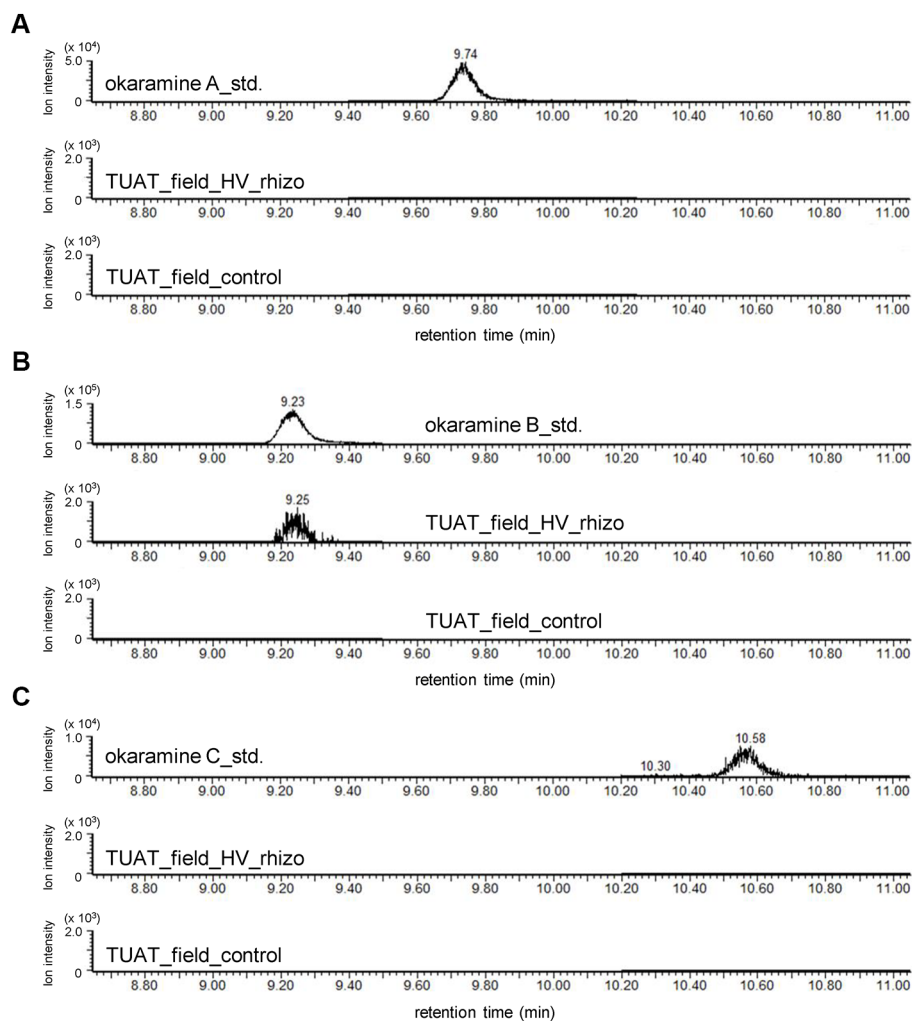 A
(x 10⁴)
9.74
5.0
Ion intensity
okaramine A_std.
0
8.80 9.00 9.20 9.40 9.60 9.80 10.00 10.20 10.40 10.60 10.80 11.00
(x 10³)
2.0
Ion intensity
TUAT_field_HV_rhizo
0
8.80 9.00 9.20 9.40 9.60 9.80 10.00 10.20 10.40 10.60 10.80 11.00
(x 10³)
2.0
Ion intensity
TUAT_field_control
0
8.80 9.00 9.20 9.40 9.60 9.80 10.00 10.20 10.40 10.60 10.80 11.00
retention time (min)
B
(x 10⁵)
1.5
9.23
Ion intensity
okaramine B_std.
0
8.80 9.00 9.20 9.40 9.60 9.80 10.00 10.20 10.40 10.60 10.80 11.00
(x 10³)
2.0
9.25
Ion intensity
TUAT_field_HV_rhizo
0
8.80 9.00 9.20 9.40 9.60 9.80 10.00 10.20 10.40 10.60 10.80 11.00
(x 10³)
2.0
Ion intensity
TUAT_field_control
0
8.80 9.00 9.20 9.40 9.60 9.80 10.00 10.20 10.40 10.60 10.80 11.00
retention time (min)
C
(x 10⁴)
1.0
10.58
Ion intensity
okaramine C_std.
10.30
0
8.80 9.00 9.20 9.40 9.60 9.80 10.00 10.20 10.40 10.60 10.80 11.00
(x 10³)
2.0
Ion intensity
TUAT_field_HV_rhizo
0
8.80 9.00 9.20 9.40 9.60 9.80 10.00 10.20 10.40 10.60 10.80 11.00
(x 10³)
2.0
Ion intensity
TUAT_field_control
0
8.80 9.00 9.20 9.40 9.60 9.80 10.00 10.20 10.40 10.60 10.80 11.00
retention time (min)